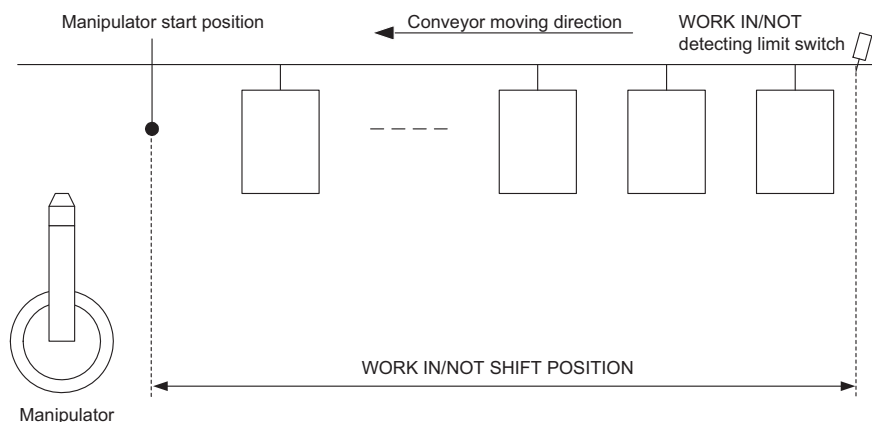 Manipulator start position
Conveyor moving direction
WORK IN/NOT
detecting limit switch
WORK IN/NOT SHIFT POSITION
Manipulator